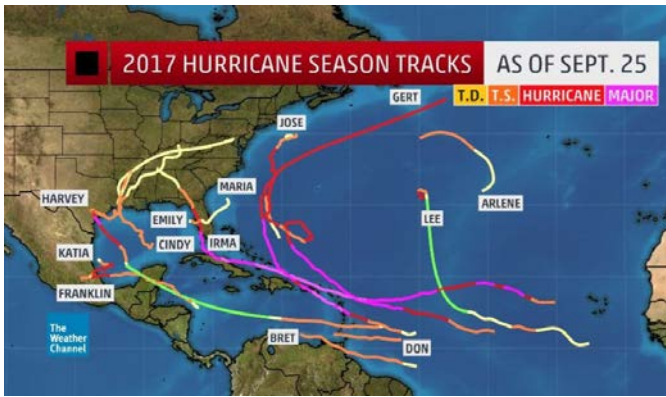 2017 HURRICANE SEASON TRACKS
AS OF SEPT. 25
T.D. T.S. HURRICANE MAJOR
GERT
JOSE
MARIA
HARVEY
EMILY
LEE
ARLENE
CINDY
IRMA
KATIA
FRANKLIN
The
Weather
Channel
BRET
DON